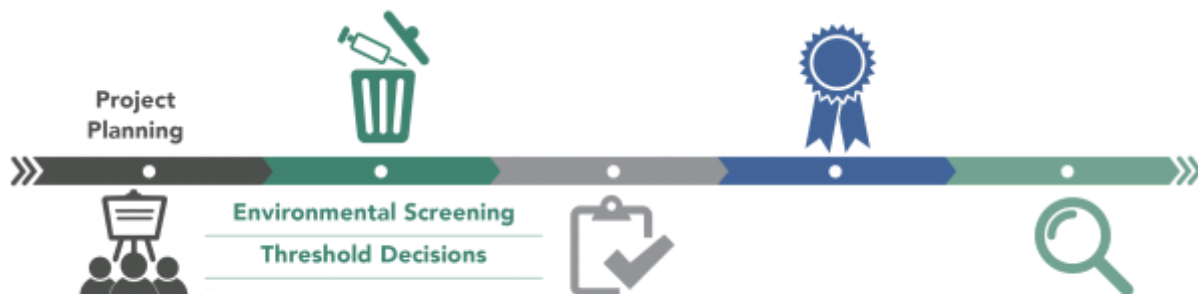 Project
Planning
Environmental Screening
Threshold Decisions